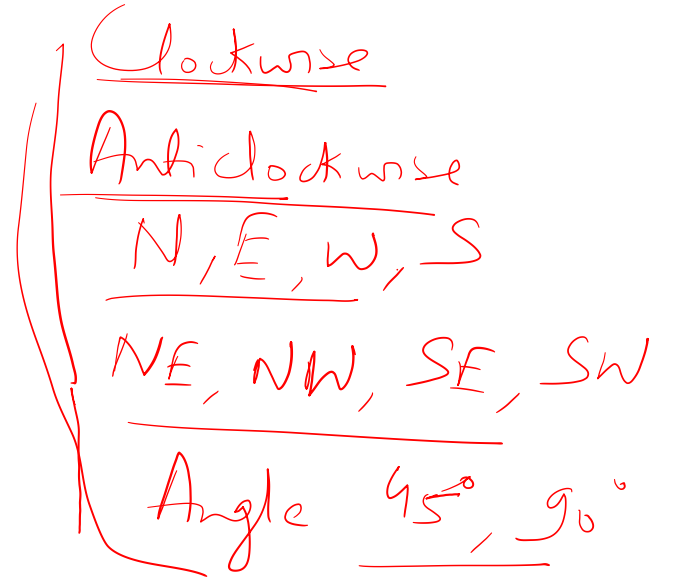 Clockwise
Anticlockwise
N, E, W, S
NE, NW, SE, SW
Angle 45°, 90°